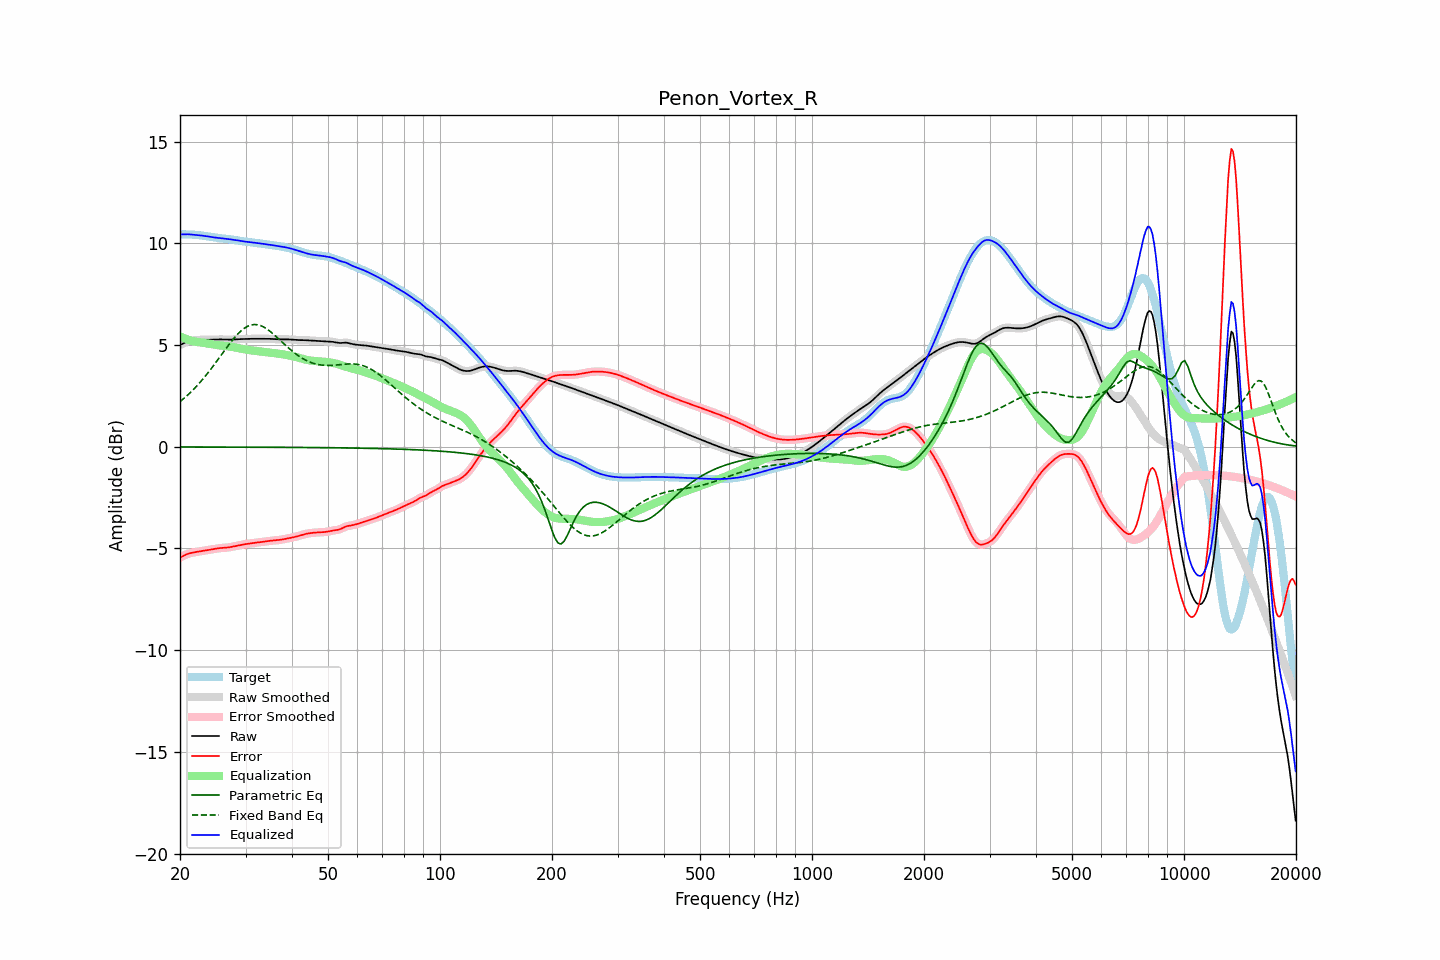 Penon_Vortex_R
Amplitude (dBr)
15
10
5
0
−5
−10
−15
−20
Target
Raw Smoothed
Error Smoothed
Raw
Error
Equalization
Parametric Eq
Fixed Band Eq
Equalized
20 50 100 200 500 1000 2000 5000 10000 20000
Frequency (Hz)